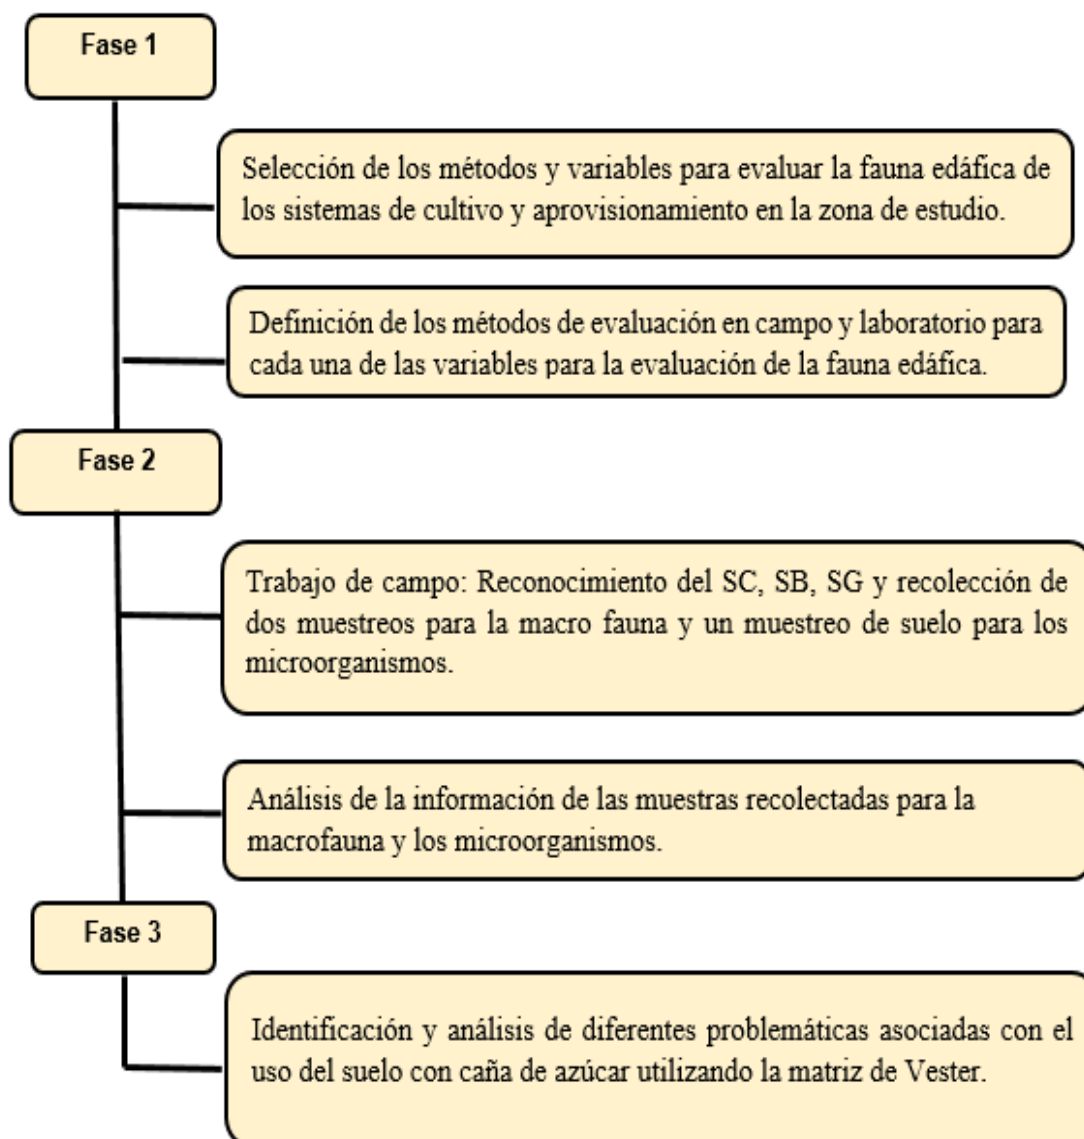 Fase 1
Selección de los métodos y variables para evaluar la fauna edáfica de
los sistemas de cultivo y aprovisionamiento en la zona de estudio.
Definición de los métodos de evaluación en campo y laboratorio para
cada una de las variables para la evaluación de la fauna edáfica.
Fase 2
Trabajo de campo: Reconocimiento del SC, SB, SG y recolección de
dos muestreos para la macro fauna y un muestreo de suelo para los
microorganismos.
Análisis de la información de las muestras recolectadas para la
macrofauna y los microorganismos.
Fase 3
Identificación y análisis de diferentes problemáticas asociadas con el
uso del suelo con caña de azúcar utilizando la matriz de Vester.